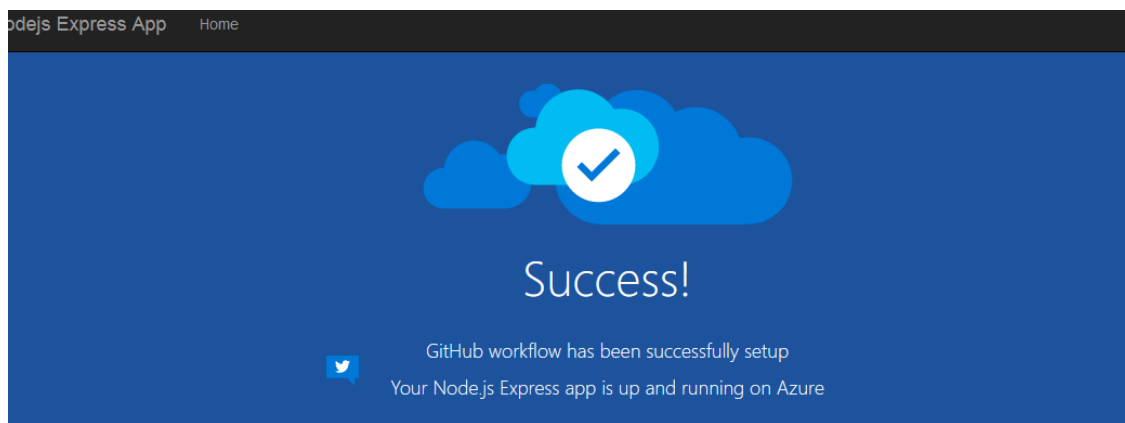 odejs Express App Home
Success!
GitHub workflow has been successfully setup
Your Node.js Express app is up and running on Azure